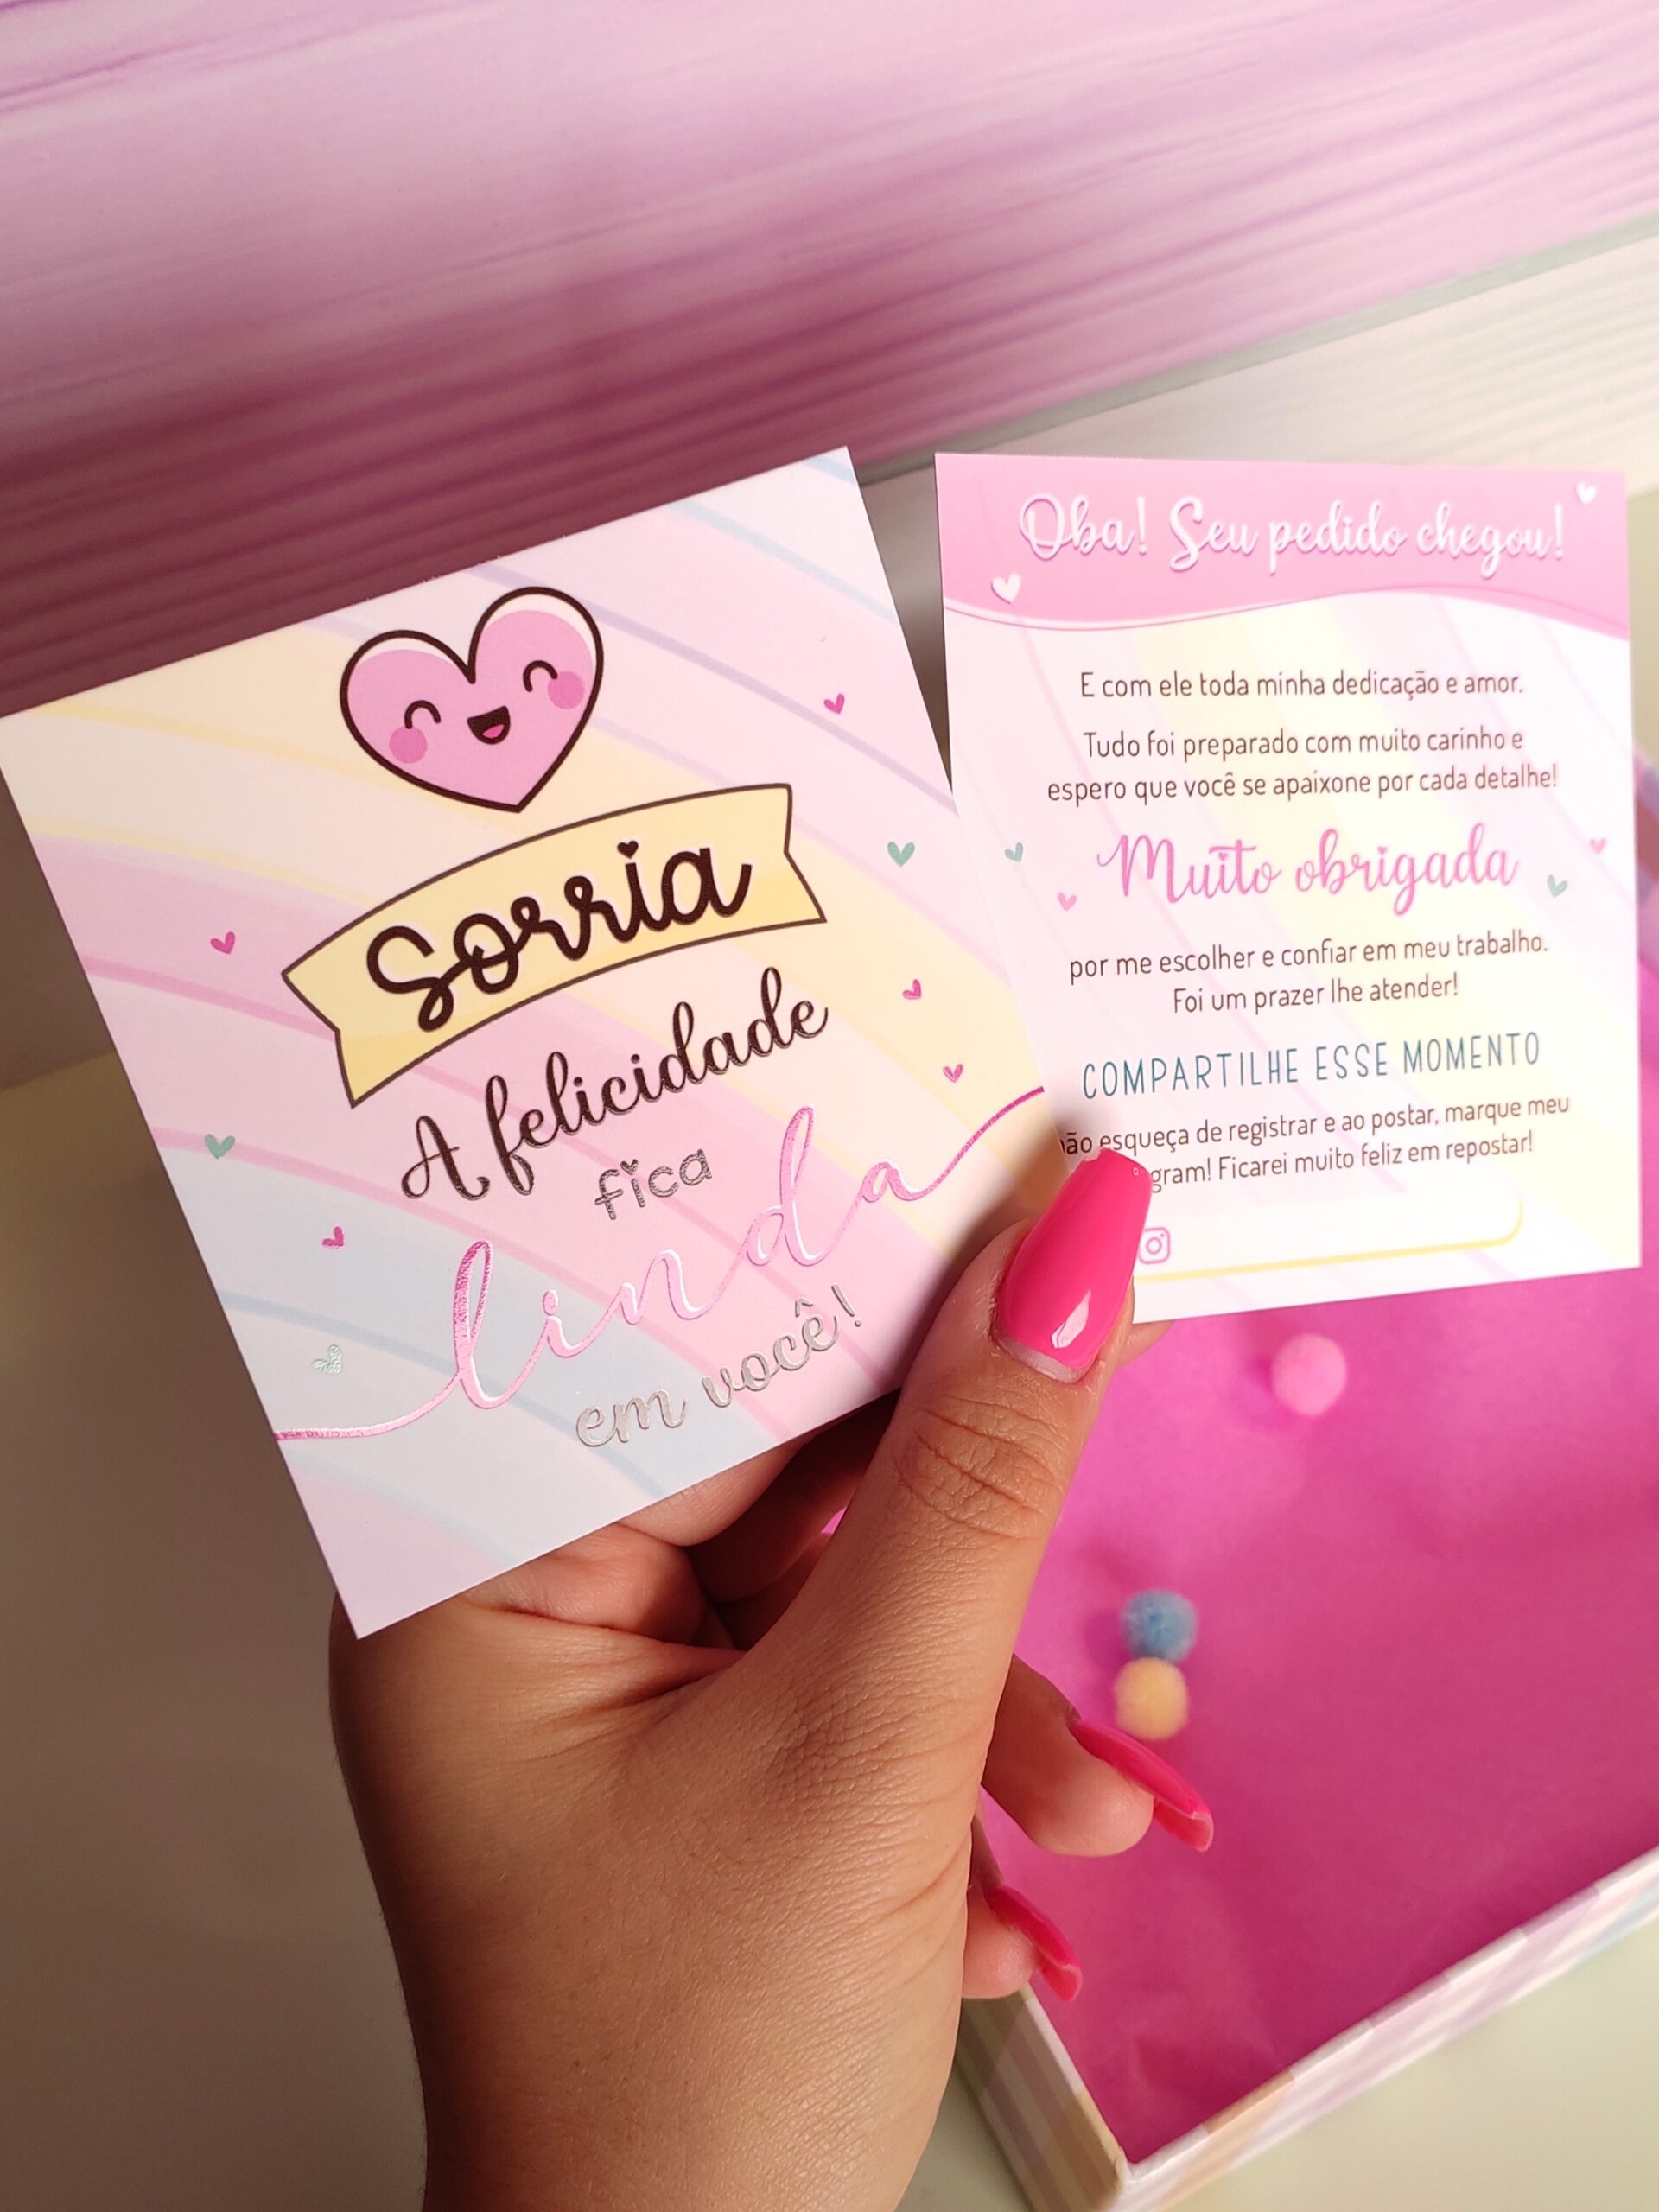 Sorria
A felicidade
fica
linda
em você!
Oba! Seu pedido chegou!
E com ele toda minha dedicação e amor.
Tudo foi preparado com muito carinho e
espero que você se apaixone por cada detalhe!
Muito obrigada
por me escolher e confiar em meu trabalho.
Foi um prazer lhe atender!
COMPARTILHE ESSE MOMENTO
ão esqueça de registrar e ao postar, marque meu
gram! Ficarei muito feliz em repostar!